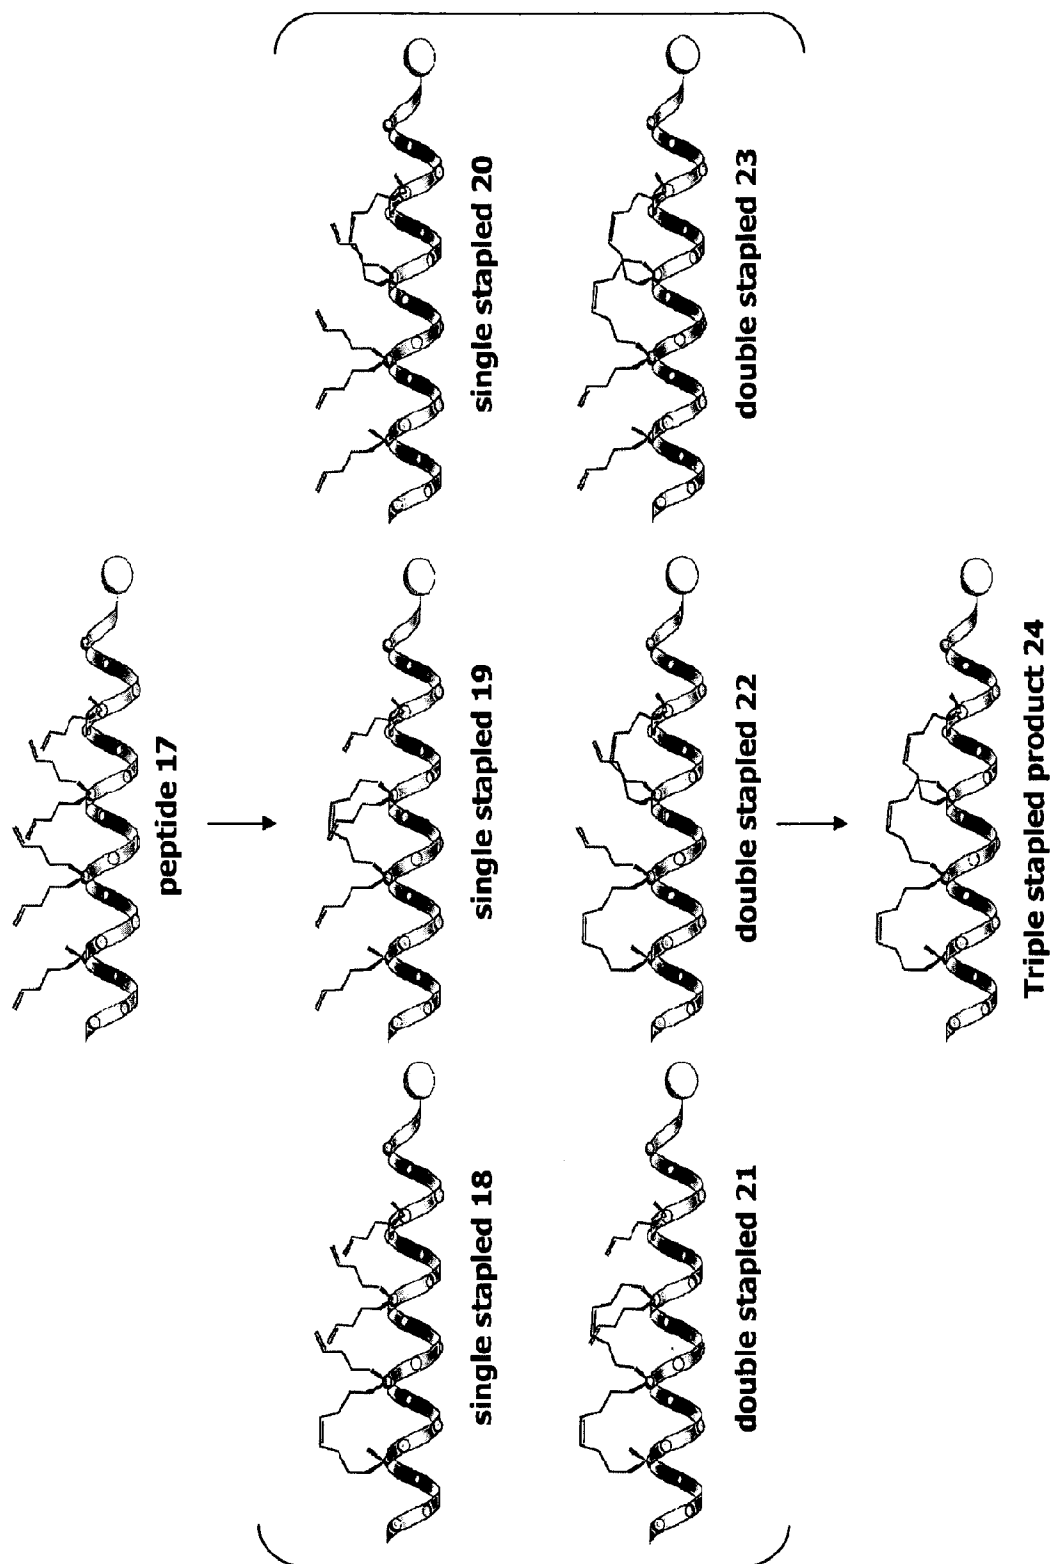 peptide 17
single stapled 18
single stapled 19
single stapled 20
double stapled 21
double stapled 22
double stapled 23
Triple stapled product 24